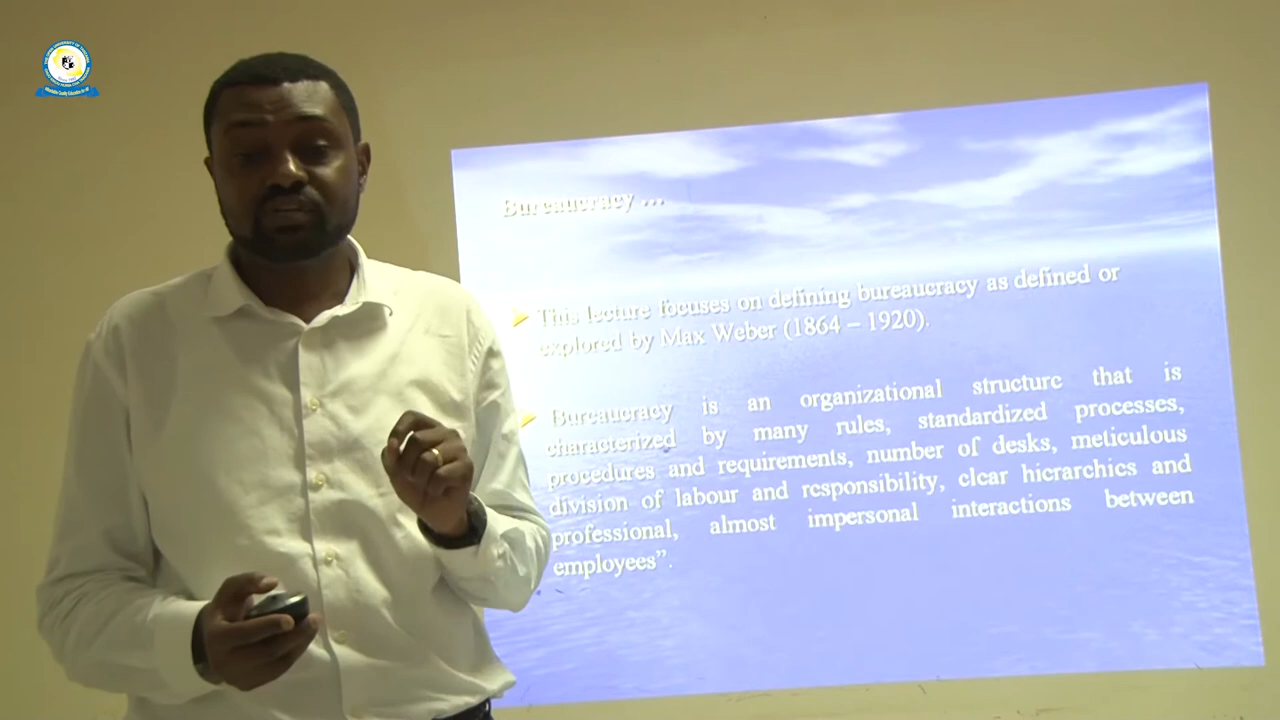 Bureaucracy ...
This lecture focuses on defining bureaucracy as defined or
explored by Max Weber (1864 – 1920).
Bureaucracy is an organizational structure that is
characterized by many rules, standardized processes,
procedures and requirements, number of desks, meticulous
division of labour and responsibility, clear hierarchies and
professional, almost impersonal interactions between
employees”.